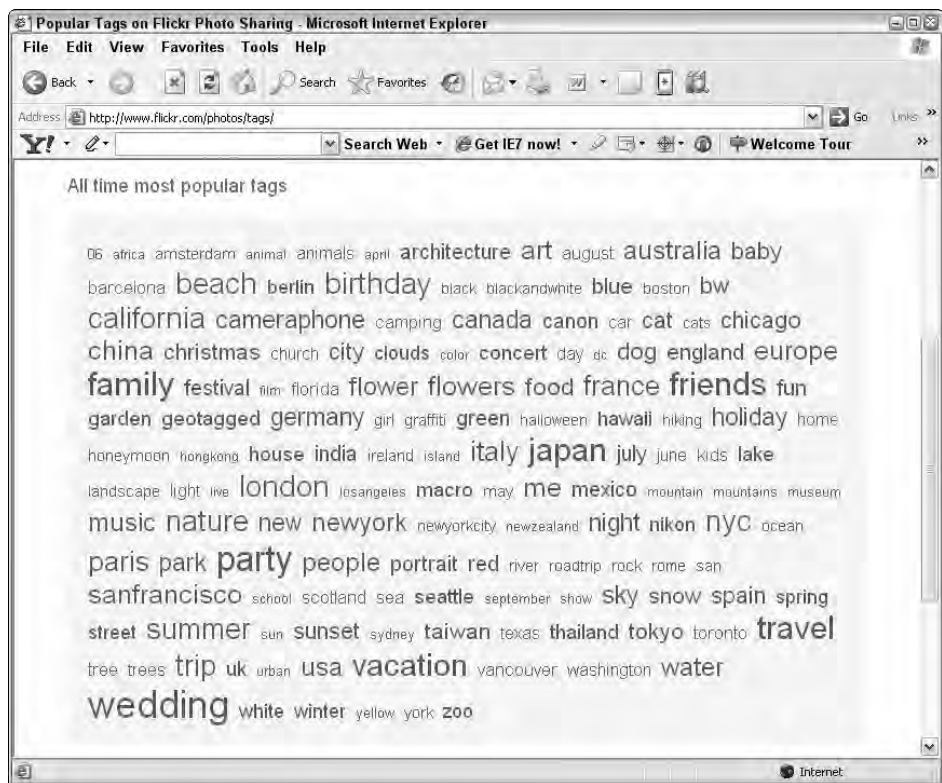 Popular Tags on Flickr Photo Sharing - Microsoft Internet Explorer
File Edit View Favorites Tools Help
Back Search Favorites
Address http://www.flickr.com/photos/tags/ Go Links »
Y! Search Web Get IE7 now! Welcome Tour »
All time most popular tags
06 africa amsterdam animal animals april architecture art august australia baby
barcelona beach berlin birthday black blackandwhite blue boston bw
california cameraphone camping canada canon car cat cats chicago
china christmas church city clouds color concert day dc dog england europe
family festival film florida flower flowers food france friends fun
garden geotagged germany girl graffiti green halloween hawaii hiking holiday home
honeymoon hongkong house india ireland island italy japan july june kids lake
landscape light live london losangeles macro may me mexico mountain mountains museum
music nature new newyork newyorkcity newzealand night nikon nyc ocean
paris park party people portrait red river roadtrip rock rome san
sanfrancisco school scotland sea seattle september show sky snow spain spring
street summer sun sunset sydney taiwan texas thailand tokyo toronto travel
tree trees trip uk urban usa vacation vancouver washington water
wedding white winter yellow york zoo
Internet